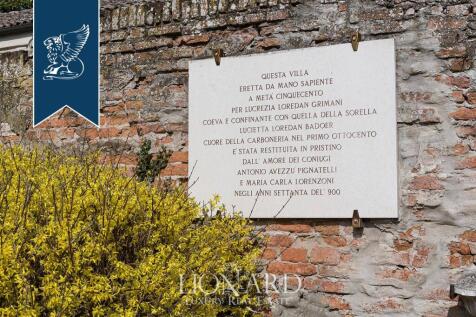 QUESTA VILLA
ERETTA DA MANO SAPIENTE
A METÀ CINQUECENTO
PER LUCREZIA LOREDAN GRIMANI
COEVA E CONFINANTE CON QUELLA DELLA SORELLA
LUCIETTA LOREDAN BADOER
CUORE DELLA CARBONERIA NEL PRIMO OTTOCENTO
È STATA RESTITUITA IN PRISTINO
DALL' AMORE DEI CONIUGI
ANTONIO AVEZZU PIGNATELLI
E MARIA CARLA LORENZONI
NEGLI ANNI SETTANTA DEL' 900
LIONARD
LUXURY REAL ESTATE